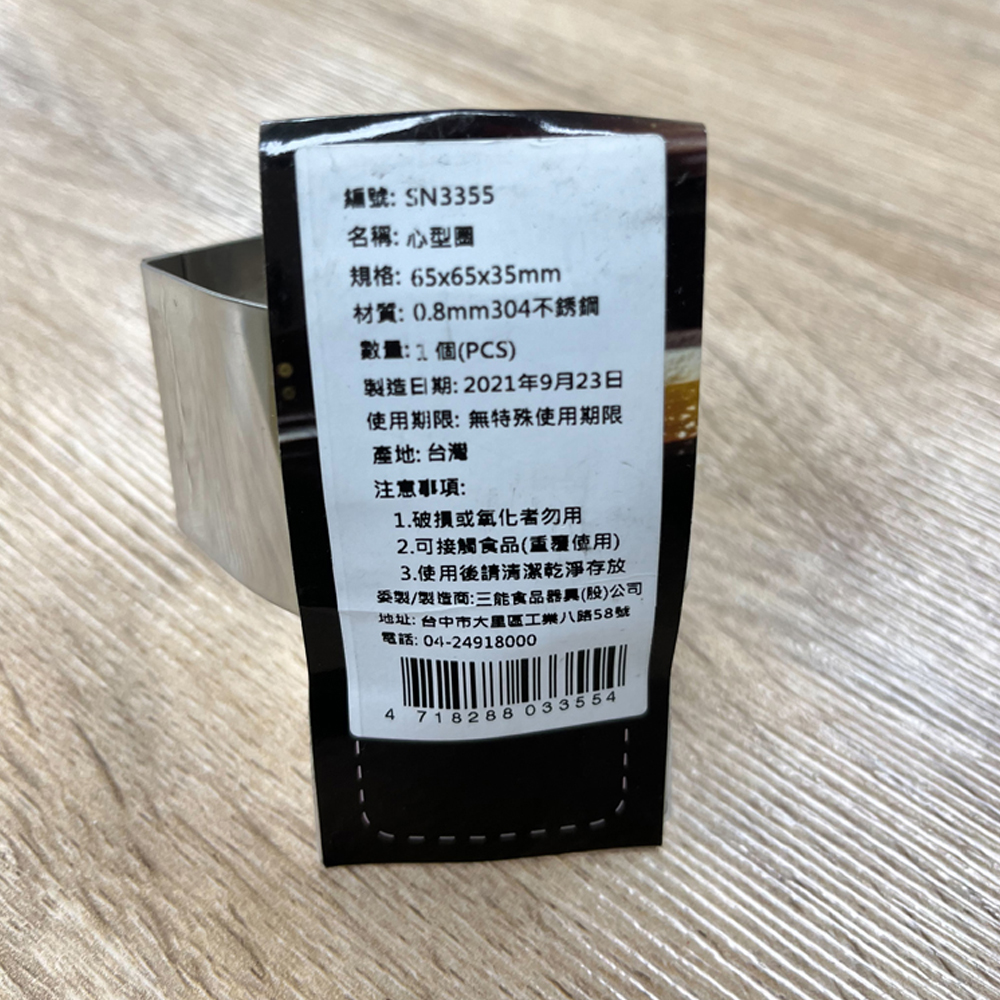 編號: SN3355
名稱: 心型圈
規格: 65x65x35mm
材質: 0.8mm304不銹鋼
數量: 1 個(PCS)
製造日期: 2021年9月23日
使用期限: 無特殊使用期限
產地: 台灣
注意事項:
1.破損或氧化者勿用
2.可接觸食品(重覆使用)
3.使用後請清潔乾淨存放
委製/製造商:三能食品器具(股)公司
地址: 台中市大里區工業八路58號
電話: 04-24918000
4 718288 033554